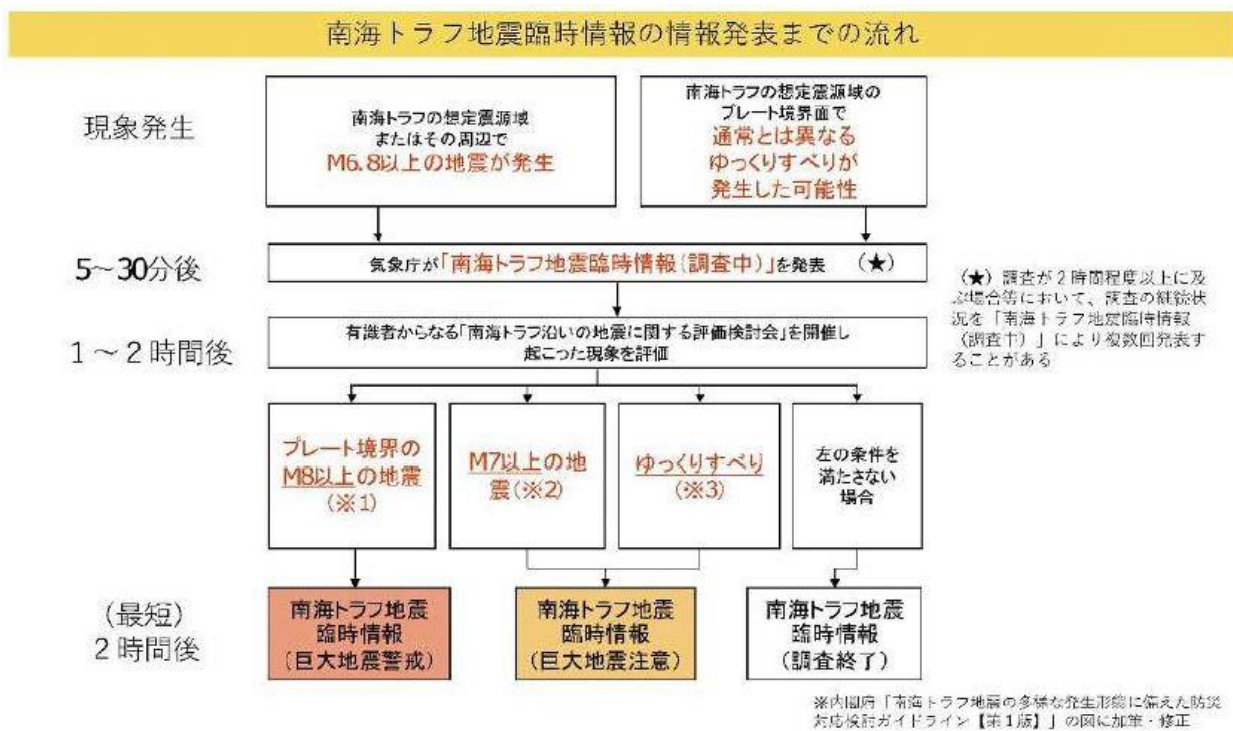 南海トラフ地震臨時情報の情報発表までの流れ
現象発生
南海トラフの想定震源域
またはその周辺で
M6.8以上の地震が発生
南海トラフの想定震源域の
プレート境界面で
通常とは異なる
ゆっくりすべりが
発生した可能性
5～30分後
気象庁が「南海トラフ地震臨時情報(調査中)」を発表 (★)
(★)調査が2時間程度以上に及
ぶ場合等において、調査の継続状
況を「南海トラフ地震臨時情報
(調査中)」により複数回発表す
ることがある
1～2時間後
有識者からなる「南海トラフ沿いの地震に関する評価検討会」を開催し
起こった現象を評価
プレート境界の
M8以上の地震
(※1)
M7以上の地
震(※2)
ゆっくりすべり
(※3)
左の条件を
満たさない
場合
(最短)
2時間後
南海トラフ地震
臨時情報
(巨大地震警戒)
南海トラフ地震
臨時情報
(巨大地震注意)
南海トラフ地震
臨時情報
(調査終了)
※内閣府「南海トラフ地震の多様な発生形態に備えた防災
対応検討ガイドライン【第1版】」の図に加筆・修正